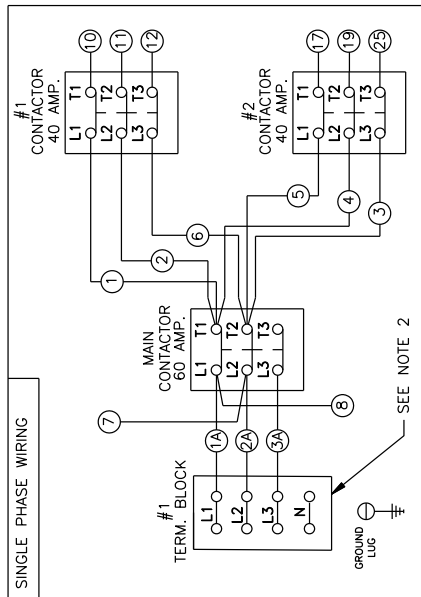 SINGLE PHASE WIRING
#1
TERM. BLOCK
L1
L2
L3
N
GROUND
LUG
SEE NOTE 2
1A
2A
3A
7
8
MAIN
CONTACTOR
60 AMP.
L1 T1
L2 T2
L3 T3
1
2
6
5
4
3
#1
CONTACTOR
40 AMP.
L1 T1
L2 T2
L3 T3
10
11
12
#2
CONTACTOR
40 AMP.
L1 T1
L2 T2
L3 T3
17
19
25